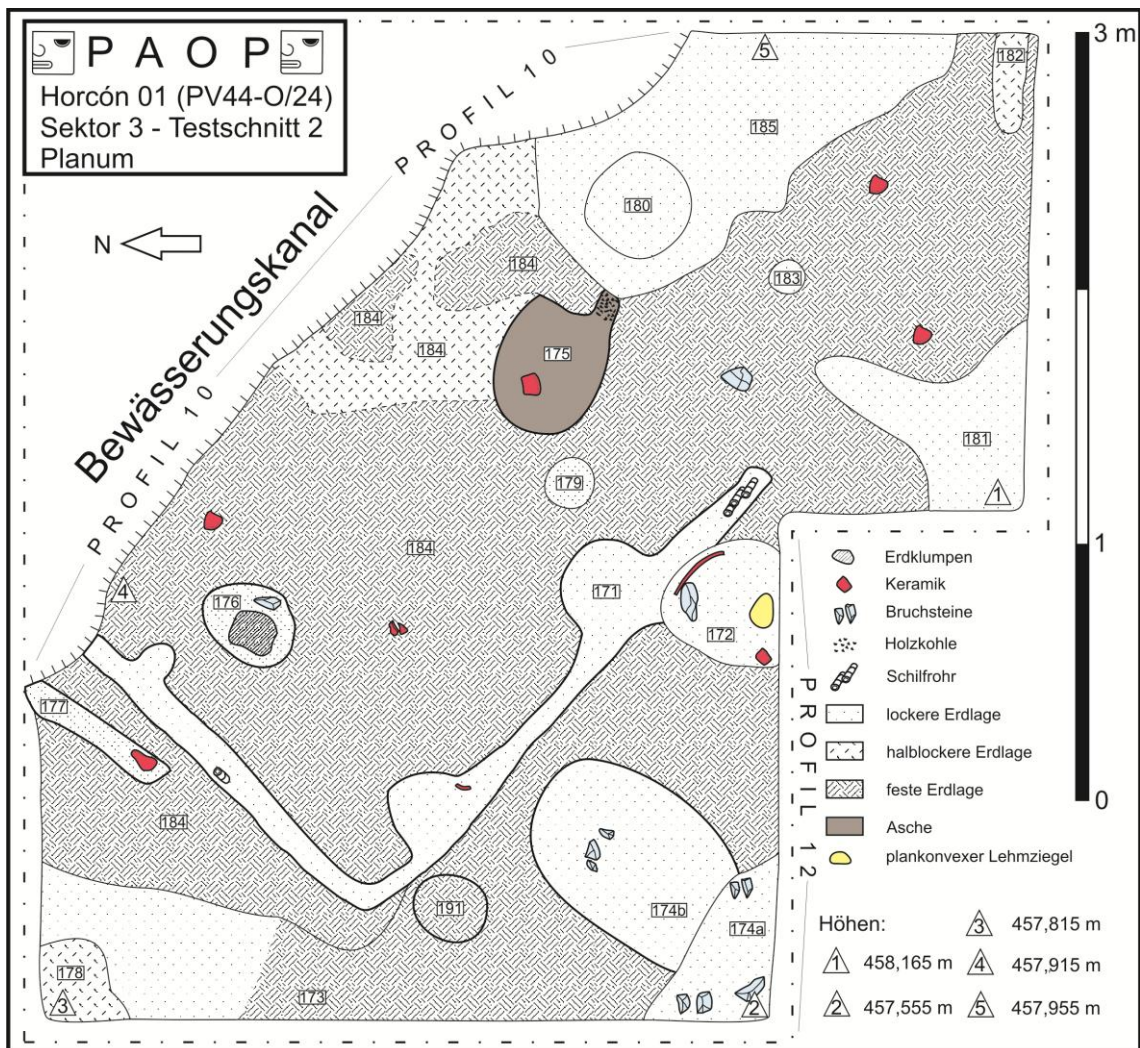 P A O P
Horcón 01 (PV44-O/24)
Sektor 3 - Testschnitt 2
Planum
PROFIL 10
Bewässerungskanal
PROFIL 10
N
3 m
5
182
185
180
183
184
184
184
175
181
1
179
184
4
176
171
172
177
184
191
174b
174a
178
3
173
2
PROFIL 12
1
0
Erdklumpen
Keramik
Bruchsteine
Holzkohle
Schilfrohr
lockere Erdlage
halblockere Erdlage
feste Erdlage
Asche
plankonvexer Lehmziegel
Höhen:
1 458,165 m
2 457,555 m
3 457,815 m
4 457,915 m
5 457,955 m